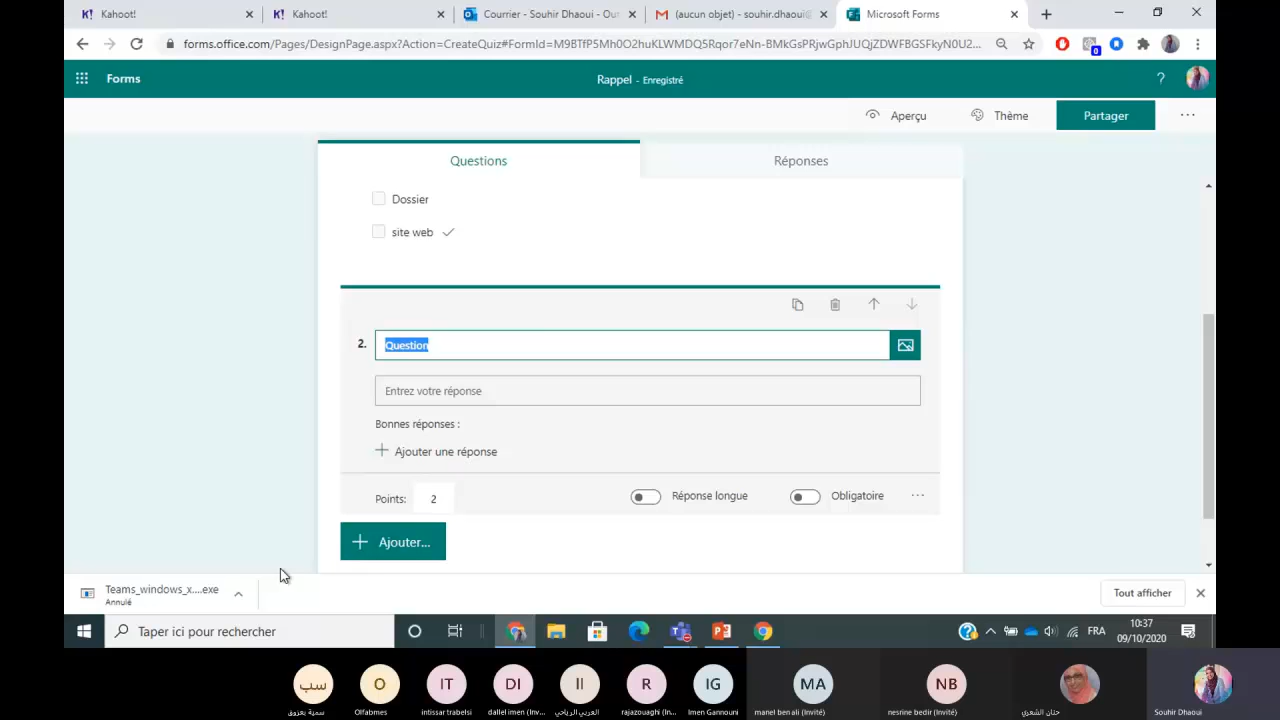 Kahoot!
Kahoot!
Courrier - Souhir Dhaoui - Out
(aucun objet) - souhir.dhaoui@
Microsoft Forms
forms.office.com/Pages/DesignPage.aspx?Action=CreateQuiz#FormId=M9BTfP5Mh0O2huKLWMDQ5Rqor7eNn-BMkGsPRjwGphJUQjZDWFBGSFkyN0U2...
0
Forms
Rappel - Enregistré
?
Aperçu
Thème
Partager
Questions
Réponses
Dossier
site web
2.
Question
Entrez votre réponse
Bonnes réponses :
Ajouter une réponse
Points:
2
Réponse longue
Obligatoire
Ajouter...
Teams_windows_x....exe
Annulé
Tout afficher
Taper ici pour rechercher
FRA
10:37
09/10/2020
سب
O
IT
DI
اا
R
IG
MA
NB
سمية بعزوق
Olfabmes
intissar trabelsi
dallel imen (Inv...
العربي الرياحي
rajazouaghi (In...
Imen Gannouni
manel ben ali (Invité)
nesrine bedir (Invité)
حنان الشعري
Souhir Dhaoui